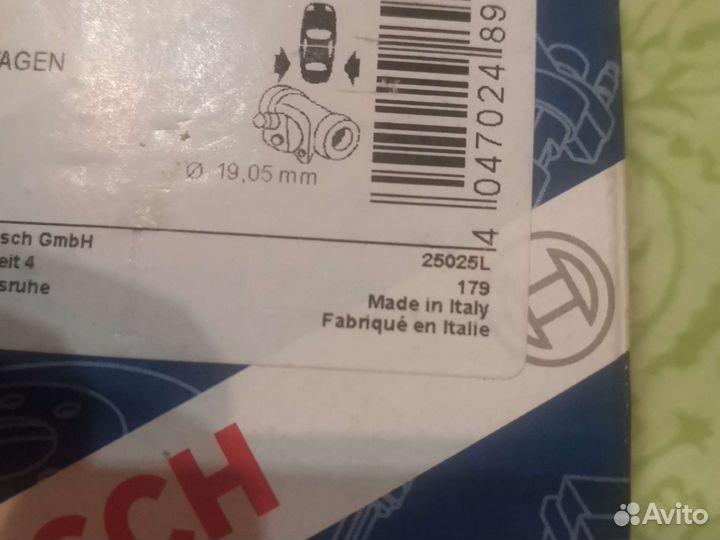 AGEN
Ø 19,05 mm
4 047024 89
sch GmbH
eit 4
sruhe
25025L
179
Made in Italy
Fabriqué en Italie
SCH
Avito